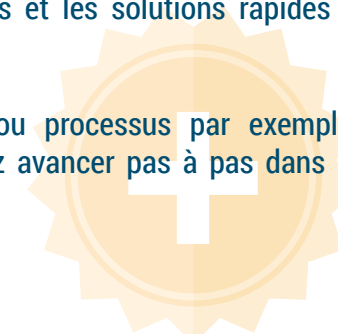 s et les solutions rapides
ou processus par exempl
z avancer pas à pas dans